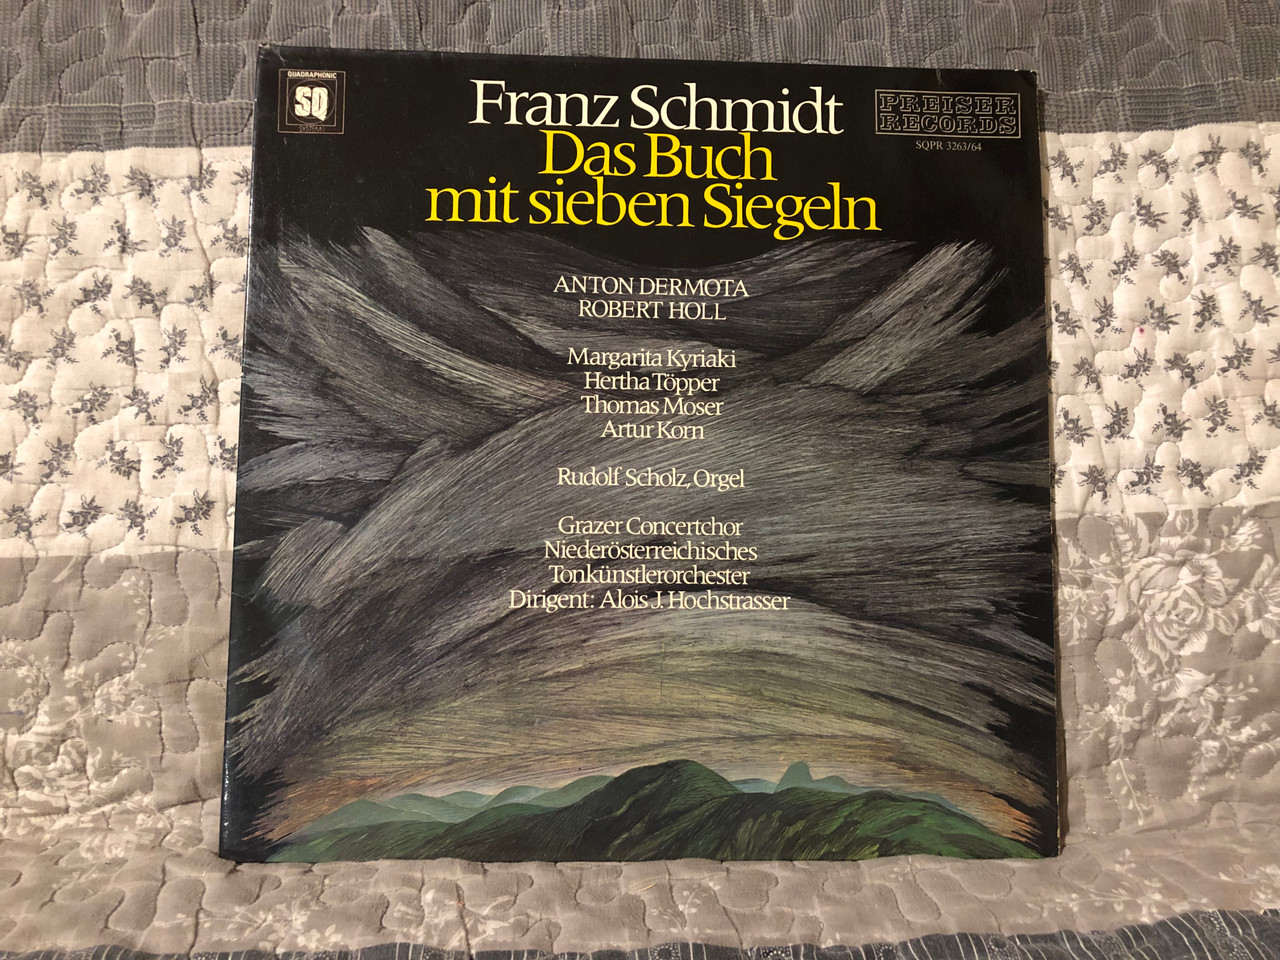 QUADRAPHONIC
SQ
SYSTEM
Franz Schmidt
Das Buch
mit sieben Siegeln
PREISER
RECORDS
SQPR 3263/64
ANTON DERMOTA
ROBERT HOLL
Margarita Kyriaki
Hertha Töpper
Thomas Moser
Artur Korn
Rudolf Scholz, Orgel
Grazer Concertchor
Niederösterreichisches
Tonkünstlerorchester
Dirigent: Alois J. Hochstrasser